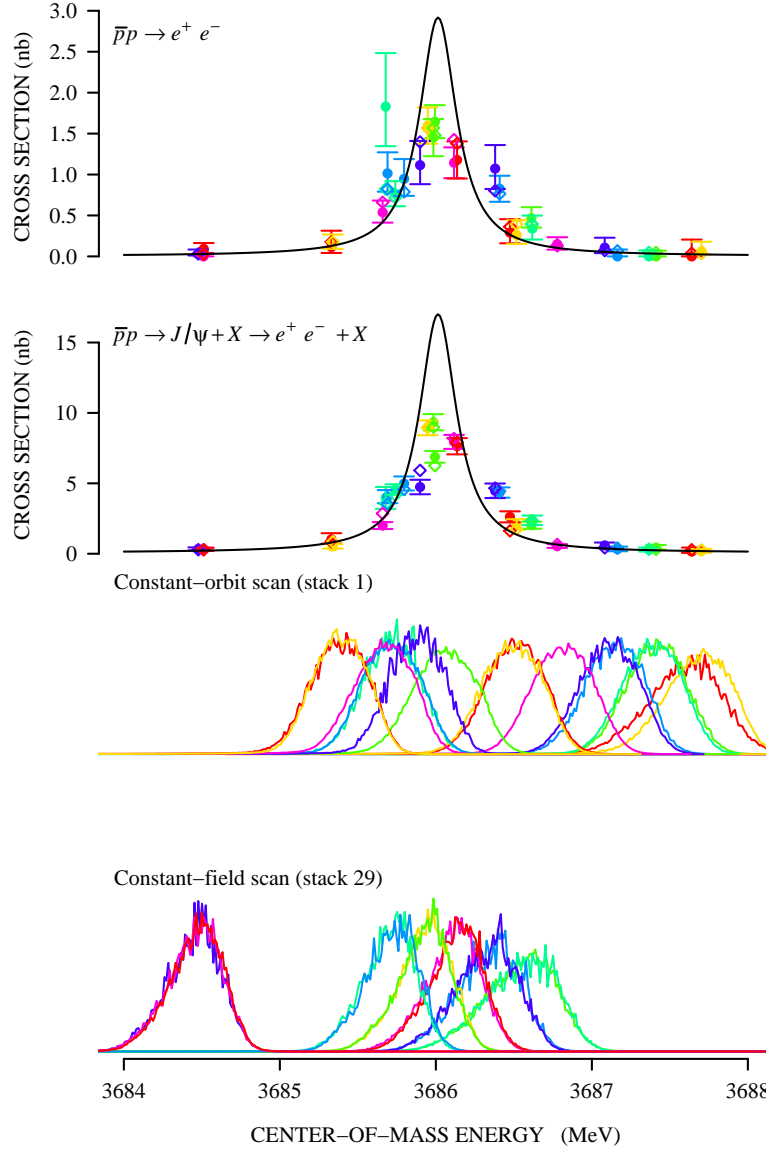 p̅p → e⁺ e⁻
CROSS SECTION (nb)
3.0
2.5
2.0
1.5
1.0
0.5
0.0
p̅p → J/ψ + X → e⁺ e⁻ + X
CROSS SECTION (nb)
15
10
5
0
Constant−orbit scan (stack 1)
Constant−field scan (stack 29)
3684 3685 3686 3687 3688
CENTER−OF−MASS ENERGY (MeV)